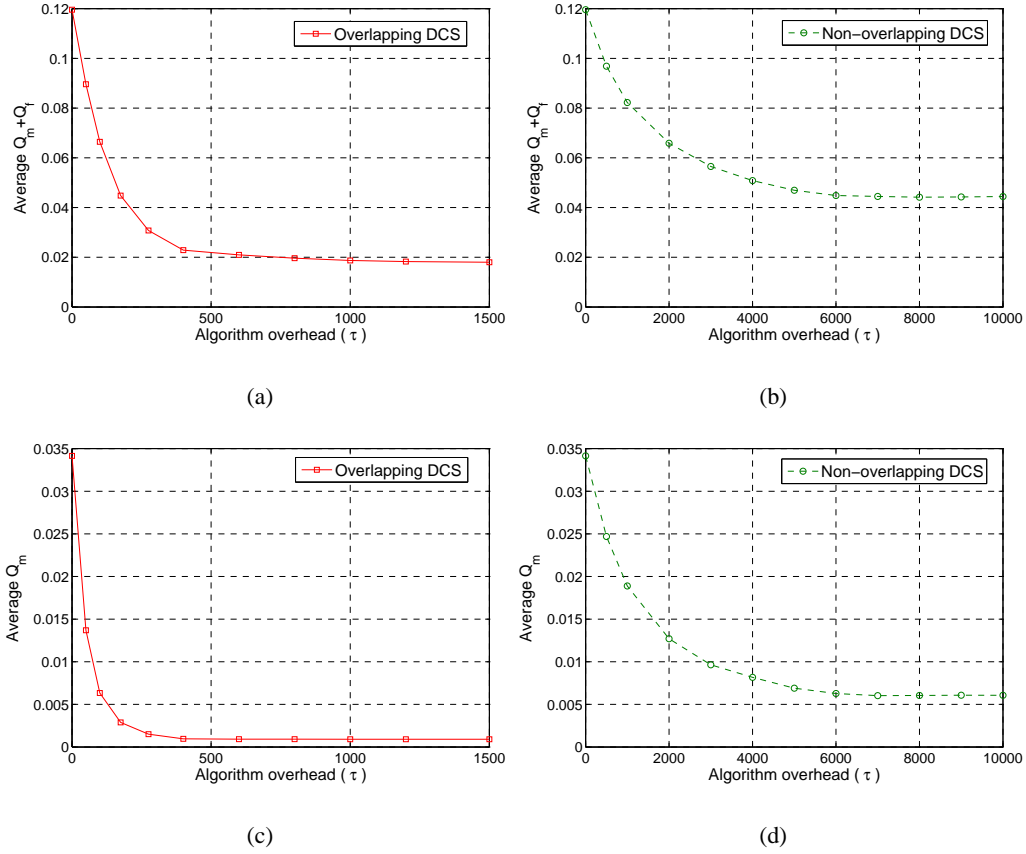 0.12
0.1
0.08
0.06
0.04
0.02
0
0 500 1000 1500
Average Q_m+Q_f
Algorithm overhead ( τ )
Overlapping DCS
(a)
0.12
0.1
0.08
0.06
0.04
0.02
0
0 2000 4000 6000 8000 10000
Average Q_m+Q_f
Algorithm overhead ( τ )
Non−overlapping DCS
(b)
0.035
0.03
0.025
0.02
0.015
0.01
0.005
0
0 500 1000 1500
Average Q_m
Algorithm overhead ( τ )
Overlapping DCS
(c)
0.035
0.03
0.025
0.02
0.015
0.01
0.005
0
0 2000 4000 6000 8000 10000
Average Q_m
Algorithm overhead ( τ )
Non−overlapping DCS
(d)